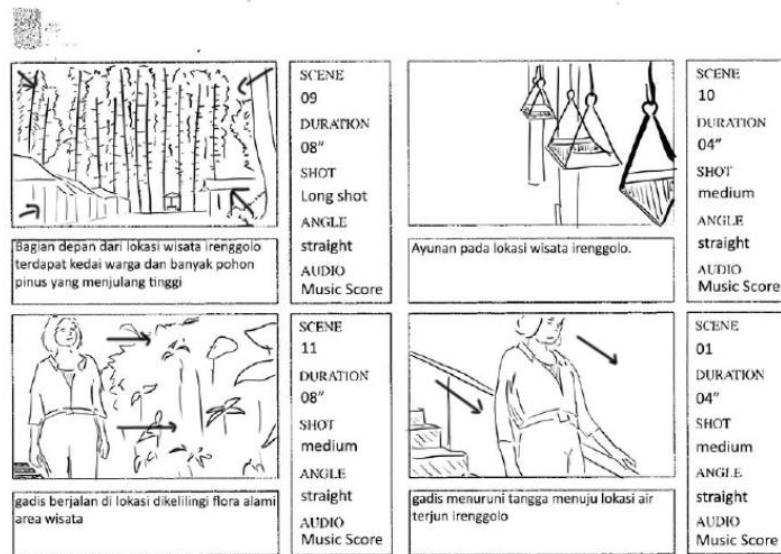 SCENE
09
DURATION
08”
SHOT
Long shot
ANGLE
straight
AUDIO
Music Score
Bagian depan dari lokasi wisata irenggolo
terdapat kedai warga dan banyak pohon
pinus yang menjulang tinggi
SCENE
10
DURATION
04”
SHOT
medium
ANGLE
straight
AUDIO
Music Score
Ayunan pada lokasi wisata irenggolo.
SCENE
11
DURATION
08”
SHOT
medium
ANGLE
straight
AUDIO
Music Score
gadis berjalan di lokasi dikelilingi flora alami
area wisata
SCENE
01
DURATION
04”
SHOT
medium
ANGLE
straight
AUDIO
Music Score
gadis menuruni tangga menuju lokasi air
terjun irenggolo